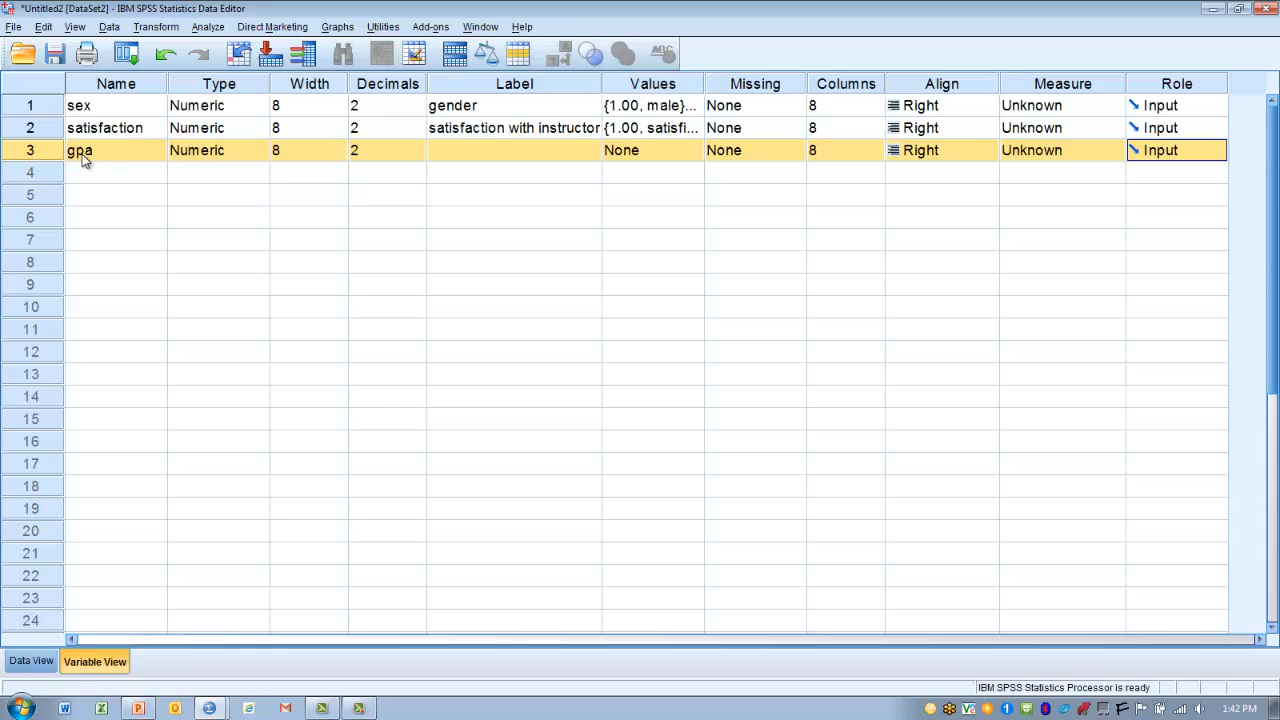 *Untitled2 [DataSet2] - IBM SPSS Statistics Data Editor
File Edit View Data Transform Analyze Direct Marketing Graphs Utilities Add-ons Window Help
Name Type Width Decimals Label Values Missing Columns Align Measure Role
1 sex Numeric 8 2 gender {1.00, male}... None 8 Right Unknown Input
2 satisfaction Numeric 8 2 satisfaction with instructor {1.00, satisfi... None 8 Right Unknown Input
3 gpa Numeric 8 2 None None 8 Right Unknown Input
4
5
6
7
8
9
10
11
12
13
14
15
16
17
18
19
20
21
22
23
24
Data View Variable View
IBM SPSS Statistics Processor is ready
1:42 PM